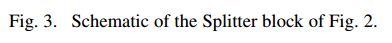 Fig. 3. Schematic of the Splitter block of Fig. 2.